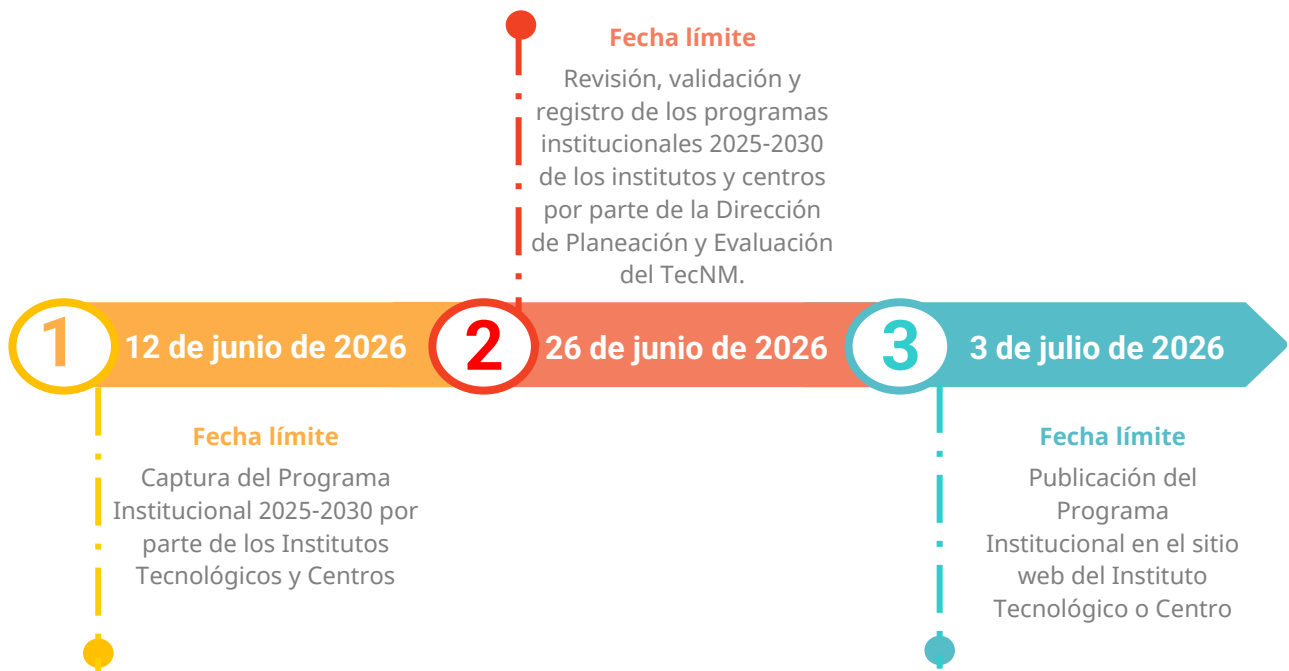 Fecha límite
Revisión, validación y
registro de los programas
institucionales 2025-2030
de los institutos y centros
por parte de la Dirección
de Planeación y Evaluación
del TecNM.
1
12 de junio de 2026
2
26 de junio de 2026
3
3 de julio de 2026
Fecha límite
Captura del Programa
Institucional 2025-2030 por
parte de los Institutos
Tecnológicos y Centros
Fecha límite
Publicación del
Programa
Institucional en el sitio
web del Instituto
Tecnológico o Centro